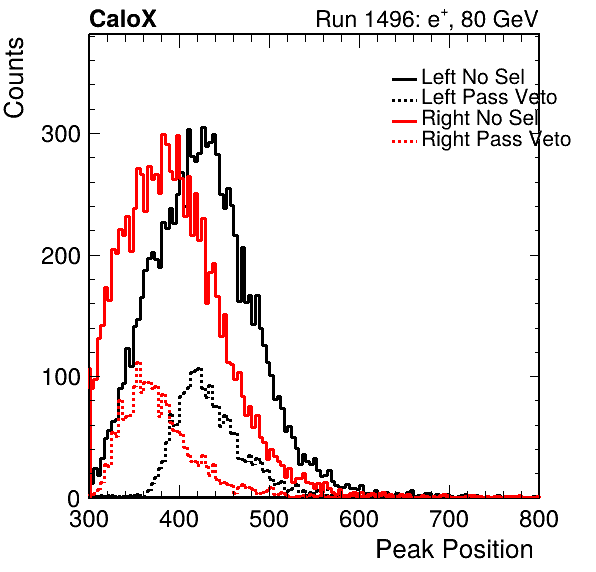 CaloX Run 1496: e⁺, 80 GeV
Counts
Left No Sel
Left Pass Veto
Right No Sel
Right Pass Veto
300
200
100
0
300 400 500 600 700 800
Peak Position